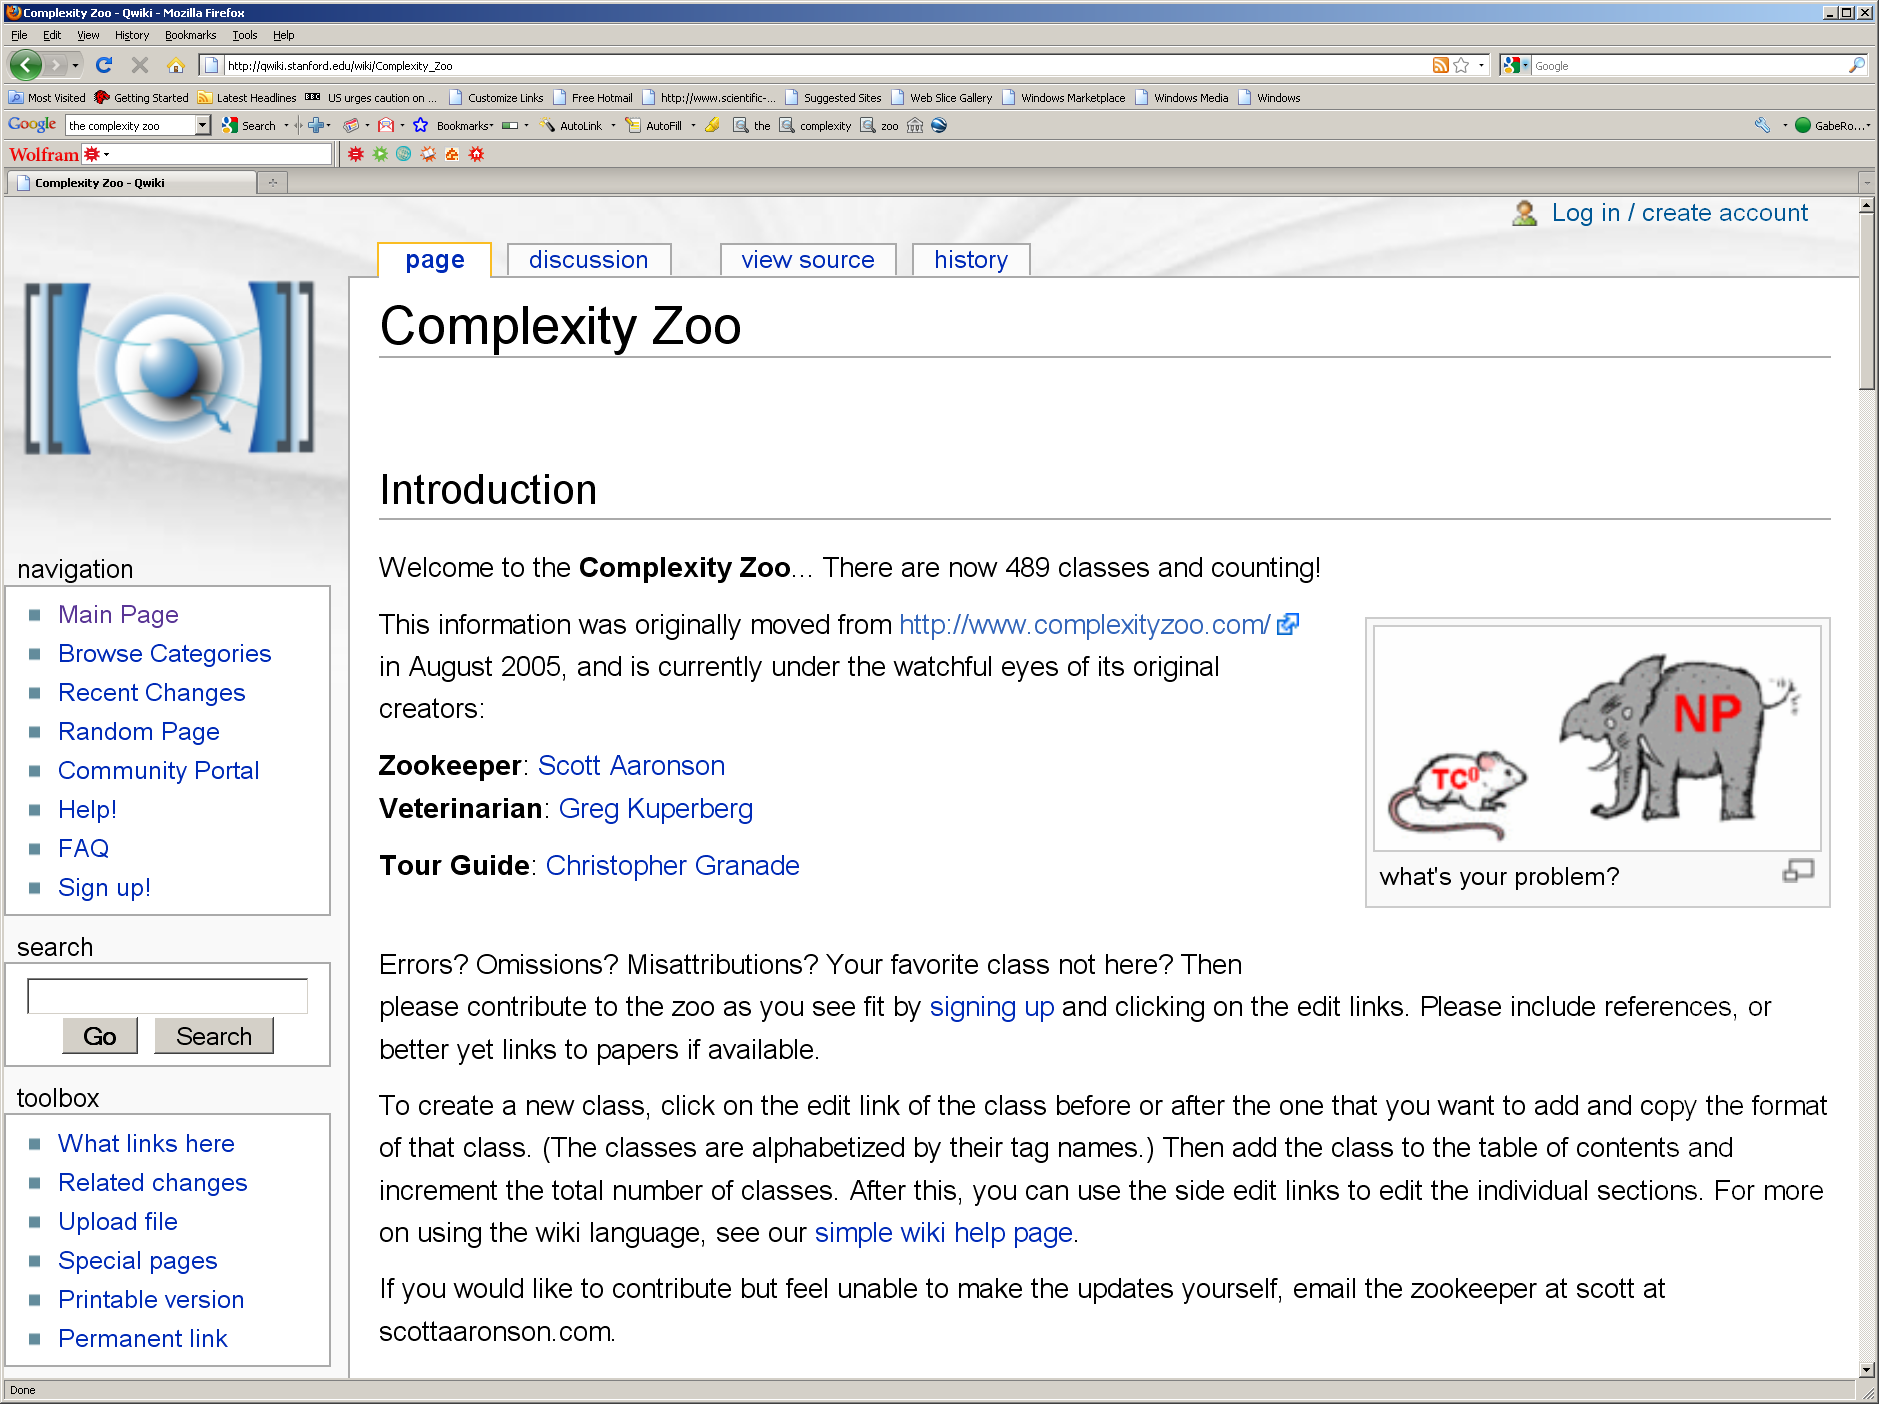 Complexity Zoo - Qwiki - Mozilla Firefox
File Edit View History Bookmarks Tools Help
http://qwiki.stanford.edu/wiki/Complexity_Zoo Google
Most Visited Getting Started Latest Headlines BBC US urges caution on ... Customize Links Free Hotmail http://www.scientific-... Suggested Sites Web Slice Gallery Windows Marketplace Windows Media Windows
Google the complexity zoo Search Bookmarks AutoLink AutoFill the complexity zoo GabeRo...
Wolfram
Complexity Zoo - Qwiki
Log in / create account
page discussion view source history
Complexity Zoo
Introduction
Welcome to the Complexity Zoo... There are now 489 classes and counting!
This information was originally moved from http://www.complexityzoo.com/
in August 2005, and is currently under the watchful eyes of its original
creators:
Zookeeper: Scott Aaronson
Veterinarian: Greg Kuperberg
Tour Guide: Christopher Granade
TC⁰
NP
what's your problem?
Errors? Omissions? Misattributions? Your favorite class not here? Then
please contribute to the zoo as you see fit by signing up and clicking on the edit links. Please include references, or
better yet links to papers if available.
To create a new class, click on the edit link of the class before or after the one that you want to add and copy the format
of that class. (The classes are alphabetized by their tag names.) Then add the class to the table of contents and
increment the total number of classes. After this, you can use the side edit links to edit the individual sections. For more
on using the wiki language, see our simple wiki help page.
If you would like to contribute but feel unable to make the updates yourself, email the zookeeper at scott at
scottaaronson.com.
navigation
Main Page
Browse Categories
Recent Changes
Random Page
Community Portal
Help!
FAQ
Sign up!
search
Go Search
toolbox
What links here
Related changes
Upload file
Special pages
Printable version
Permanent link
Done